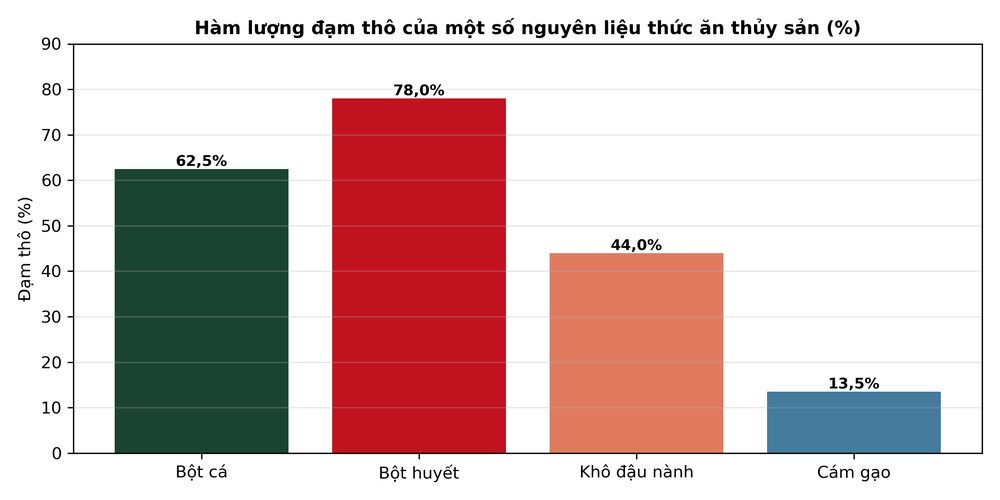 Hàm lượng đạm thô của một số nguyên liệu thức ăn thủy sản (%)
Đạm thô (%)
90
80
70
60
50
40
30
20
10
0
62,5%
78,0%
44,0%
13,5%
Bột cá
Bột huyết
Khô đậu nành
Cám gạo